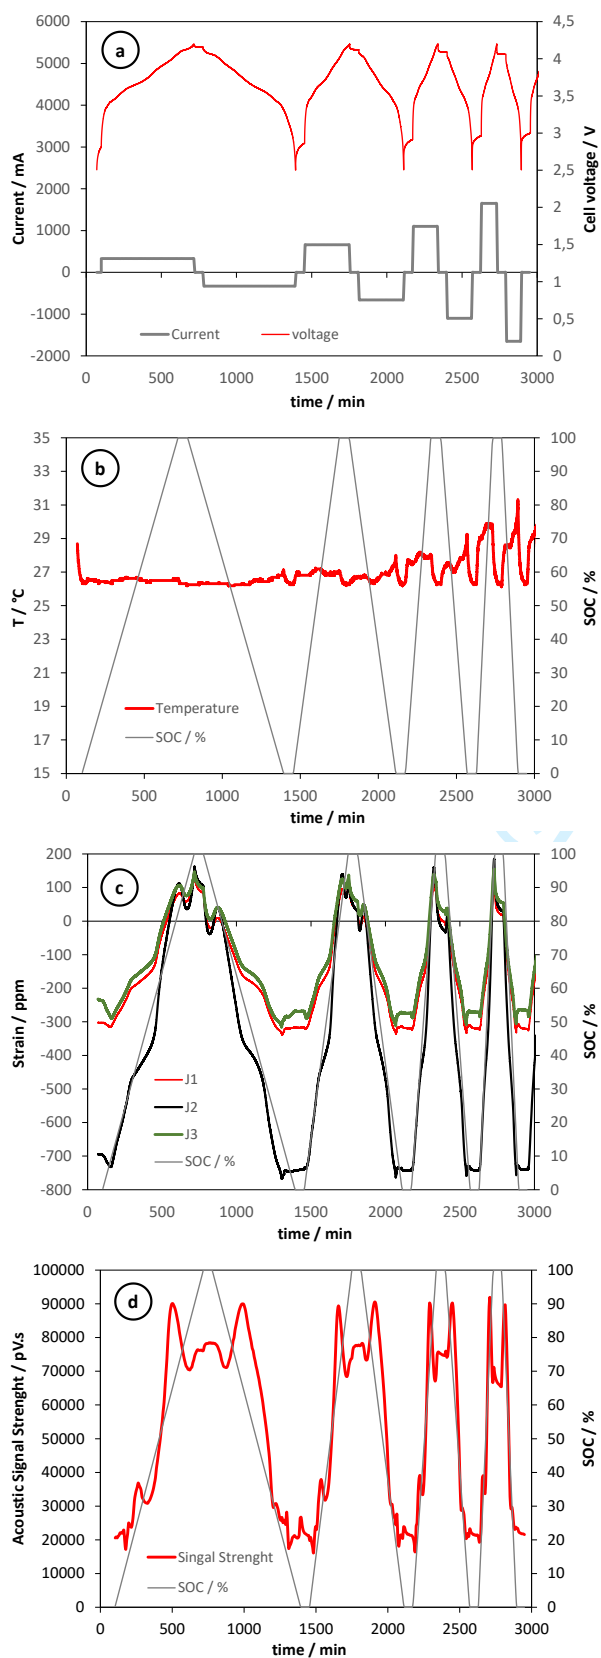 6000
5000
4000
3000
2000
1000
0
-1000
-2000
Current / mA
a
4,5
4
3,5
3
2,5
2
1,5
1
0,5
0
Cell voltage / V
Current
voltage
0 500 1000 1500 2000 2500 3000
time / min
35
33
31
29
27
25
23
21
19
17
15
T / °C
b
100
90
80
70
60
50
40
30
20
10
0
SOC / %
Temperature
SOC / %
0 500 1000 1500 2000 2500 3000
time / min
200
100
0
-100
-200
-300
-400
-500
-600
-700
-800
Strain / ppm
c
100
90
80
70
60
50
40
30
20
10
0
SOC / %
J1
J2
J3
SOC / %
0 500 1000 1500 2000 2500 3000
time / min
100000
90000
80000
70000
60000
50000
40000
30000
20000
10000
0
Acoustic Signal Strenght / pV.s
d
100
90
80
70
60
50
40
30
20
10
0
SOC / %
Singal Strenght
SOC / %
0 500 1000 1500 2000 2500 3000
time / min